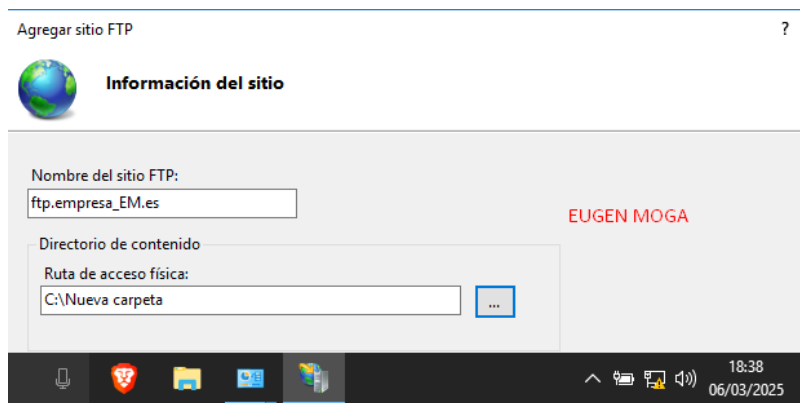 Agregar sitio FTP ?
Información del sitio
Nombre del sitio FTP:
ftp.empresa_EM.es
EUGEN MOGA
Directorio de contenido
Ruta de acceso física:
C:\Nueva carpeta
...
18:38
06/03/2025